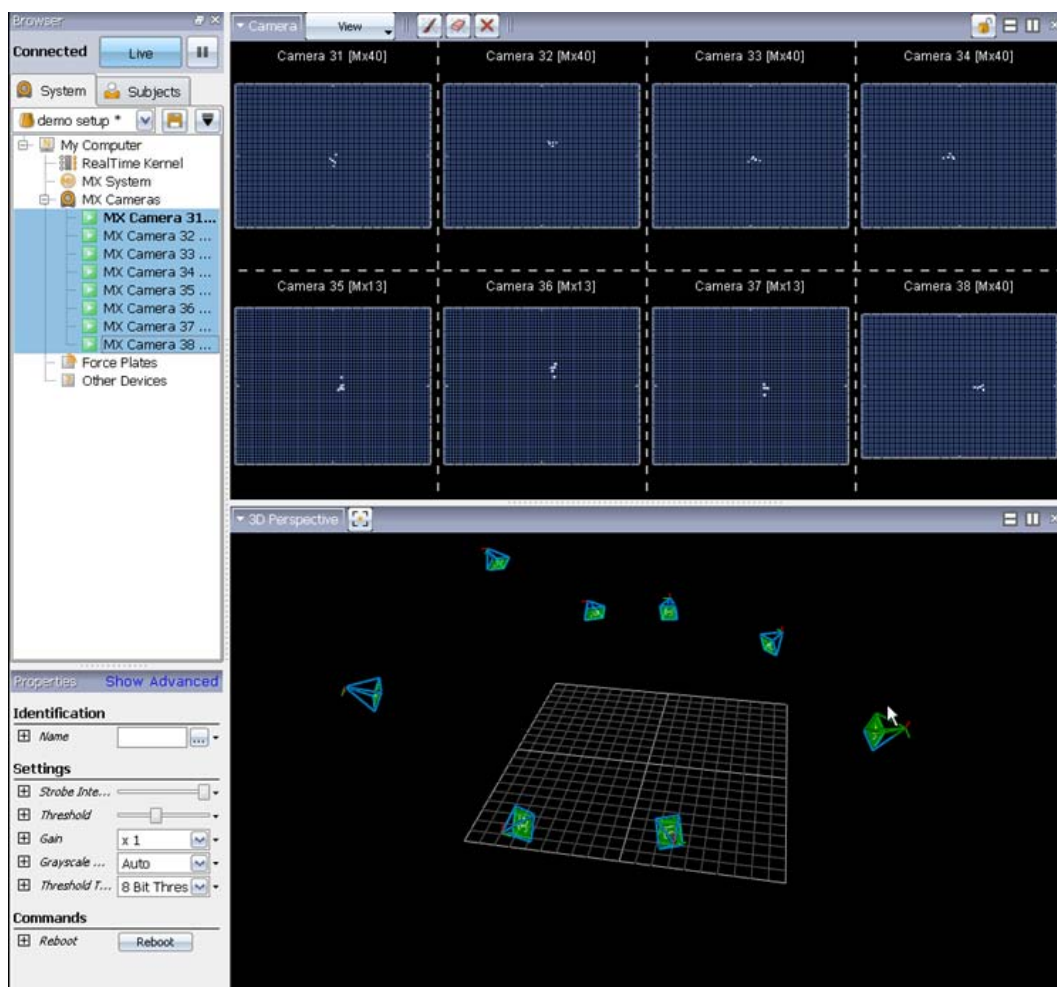 Browser
Connected Live
System Subjects
demo setup *
My Computer
RealTime Kernel
MX System
MX Cameras
MX Camera 31...
MX Camera 32 ...
MX Camera 33 ...
MX Camera 34 ...
MX Camera 35 ...
MX Camera 36 ...
MX Camera 37 ...
MX Camera 38 ...
Force Plates
Other Devices
Properties Show Advanced
Identification
Name ...
Settings
Strobe Inte...
Threshold
Gain x 1
Grayscale ... Auto
Threshold T... 8 Bit Thres
Commands
Reboot Reboot
Camera View
Camera 31 [Mx40] Camera 32 [Mx40] Camera 33 [Mx40] Camera 34 [Mx40]
Camera 35 [Mx13] Camera 36 [Mx13] Camera 37 [Mx13] Camera 38 [Mx40]
3D Perspective